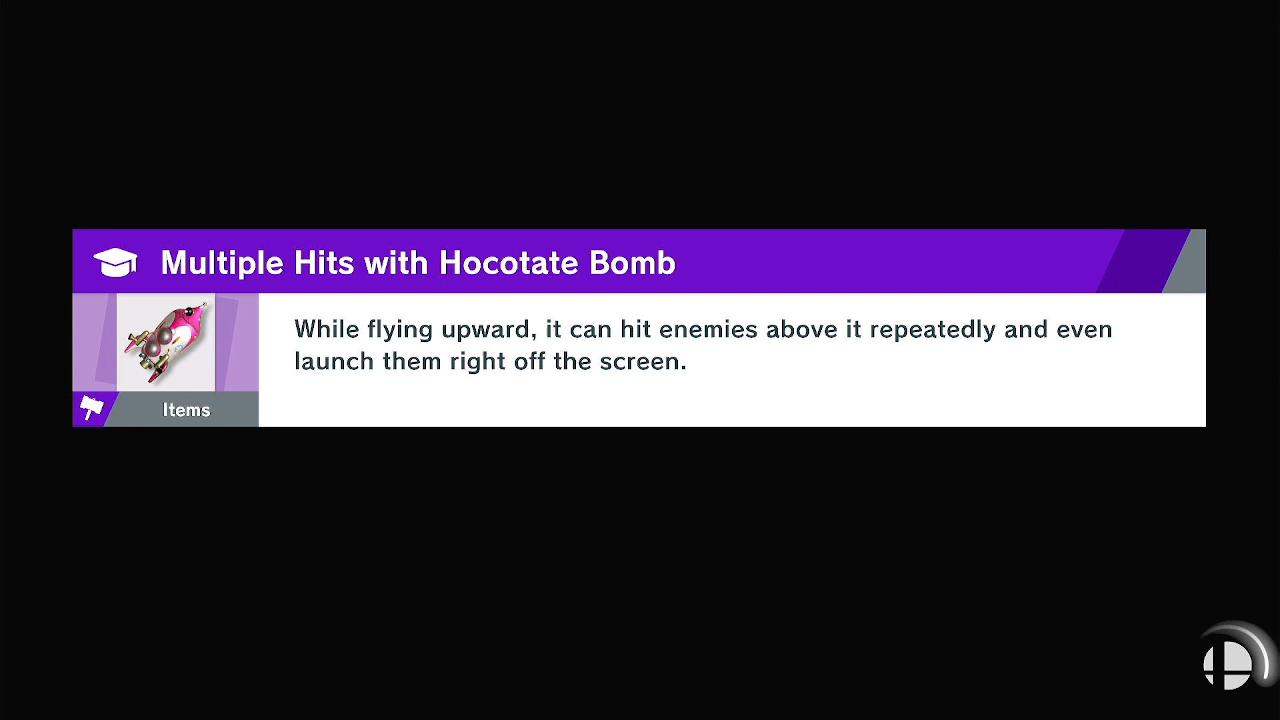 Multiple Hits with Hocotate Bomb
While flying upward, it can hit enemies above it repeatedly and even
launch them right off the screen.
Items